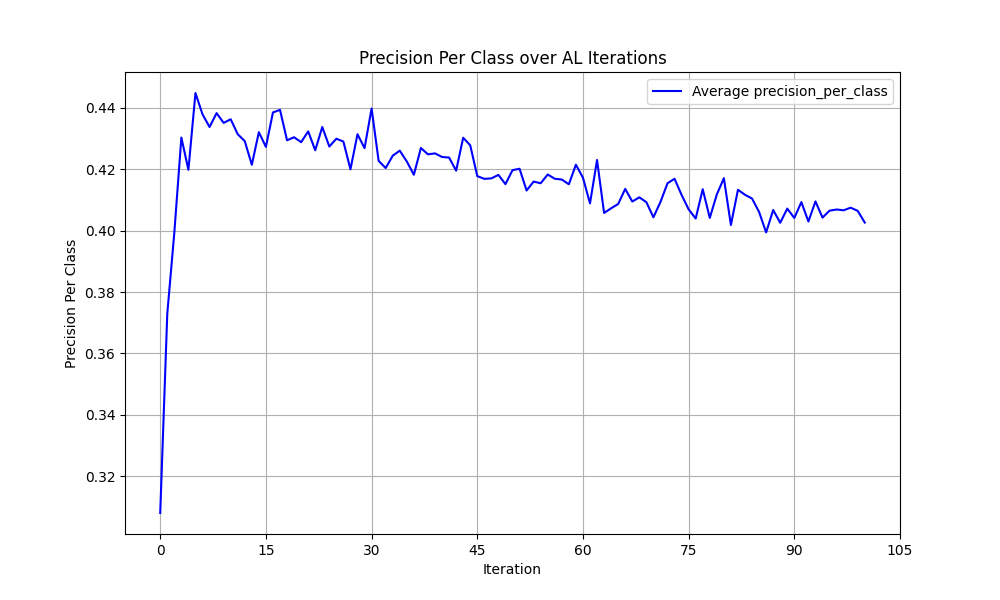 Precision Per Class over AL Iterations
Average precision_per_class
Precision Per Class
0.44
0.42
0.40
0.38
0.36
0.34
0.32
0 15 30 45 60 75 90 105
Iteration